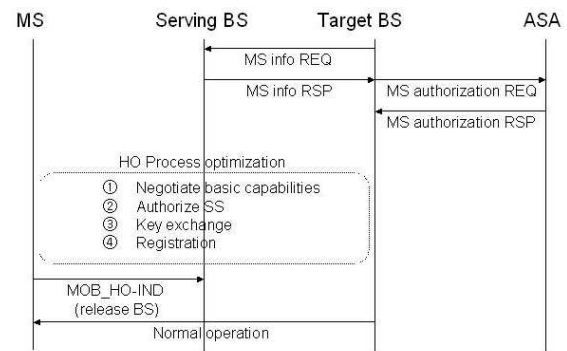 MS Serving BS Target BS ASA
MS info REQ
MS info RSP MS authorization REQ
MS authorization RSP
HO Process optimization
① Negotiate basic capabilities
② Authorize SS
③ Key exchange
④ Registration
MOB_HO-IND
(release BS)
Normal operation